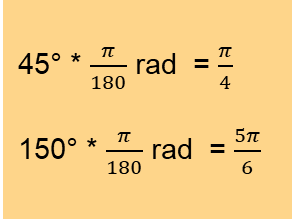 45° * π/180 rad = π/4
150° * π/180 rad = 5π/6